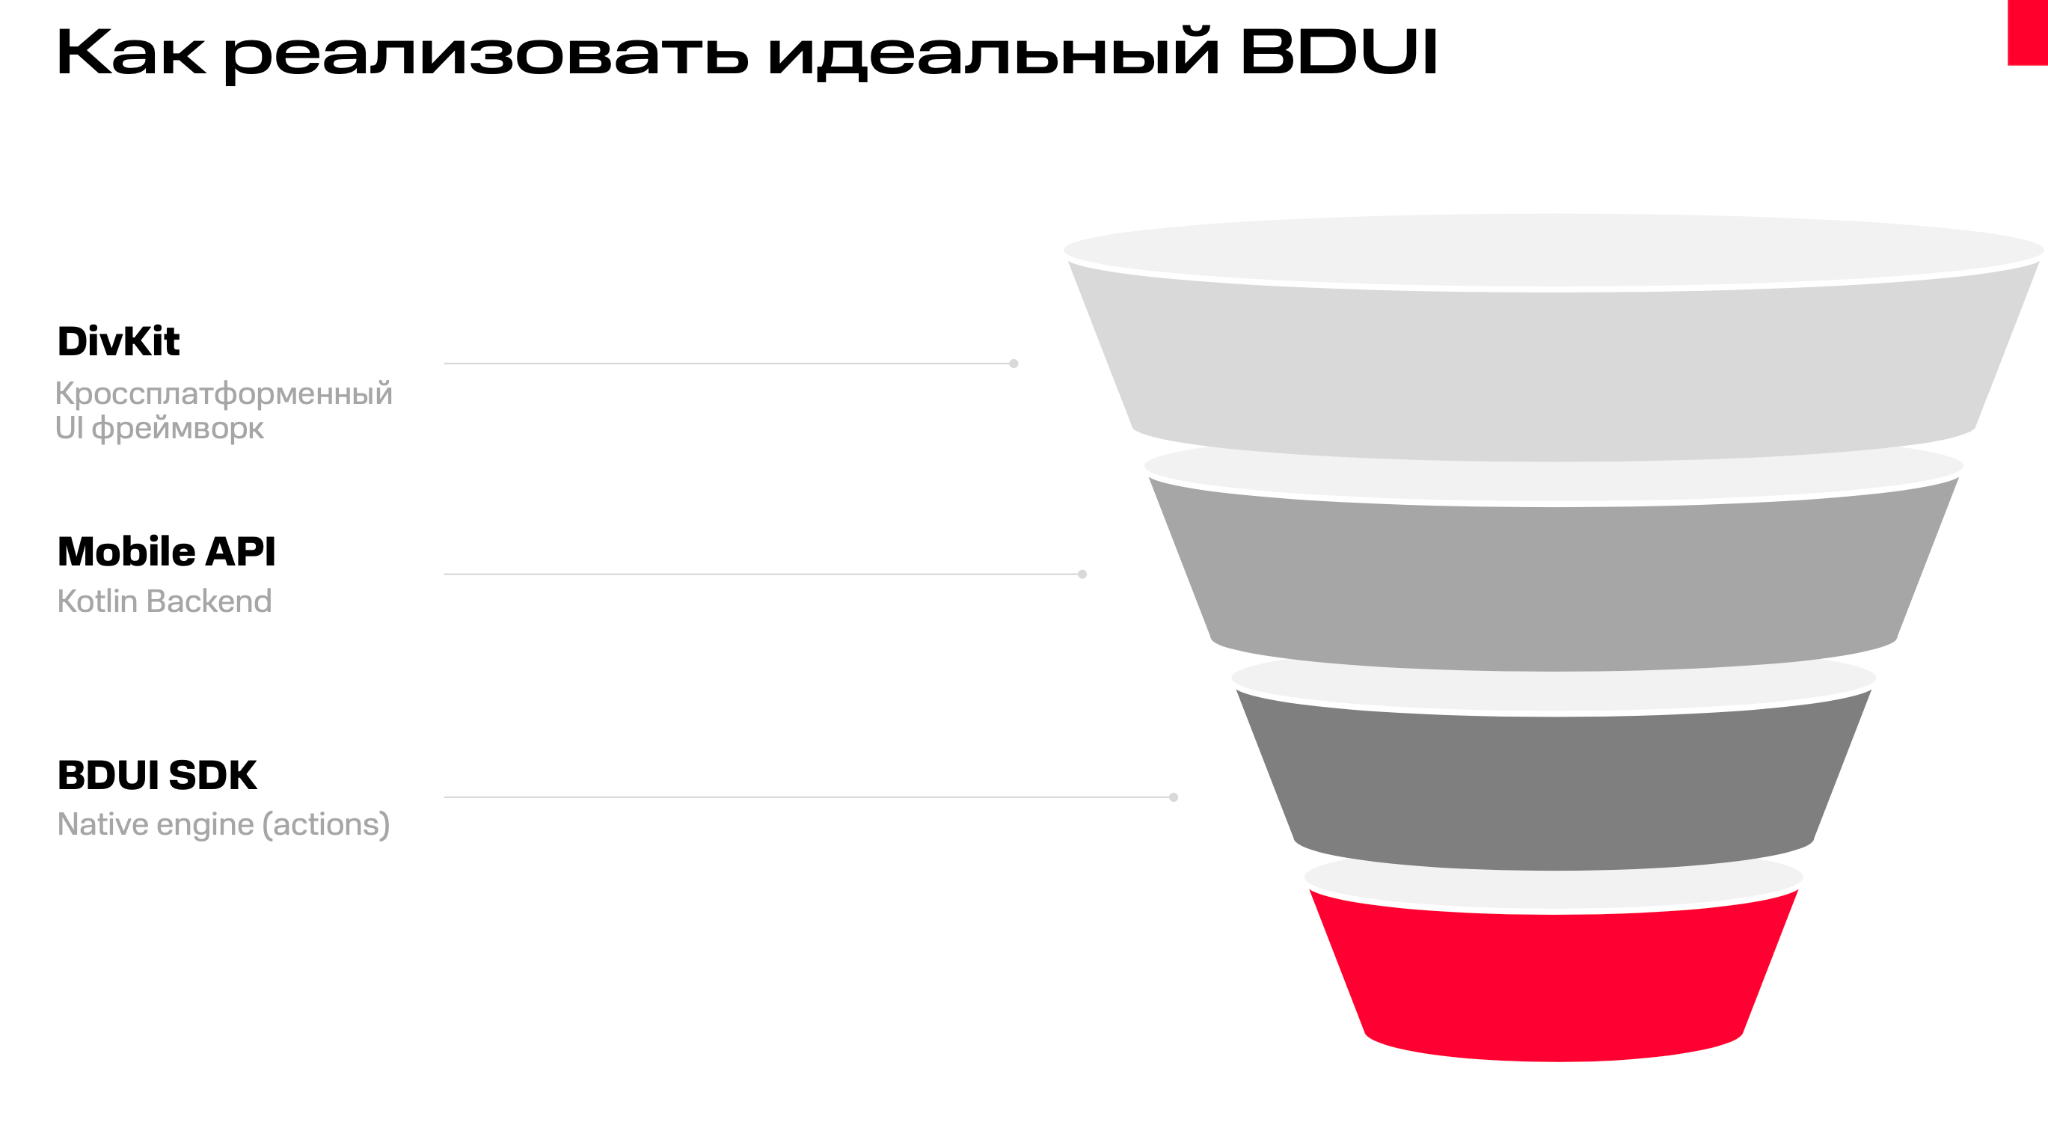 Как реализовать идеальный BDUI
DivKit
Кроссплатформенный
UI фреймворк
Mobile API
Kotlin Backend
BDUI SDK
Native engine (actions)